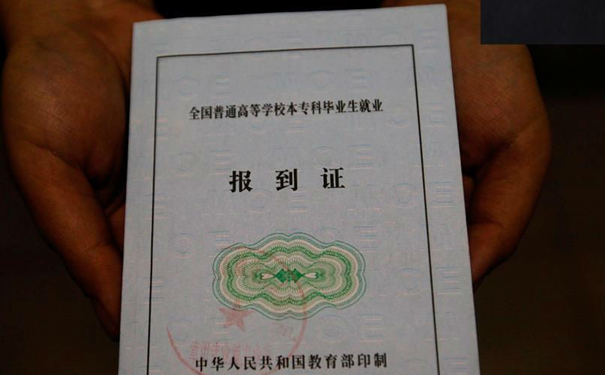 全国普通高等学校本专科毕业生就业
报到证
中华人民共和国教育部印制